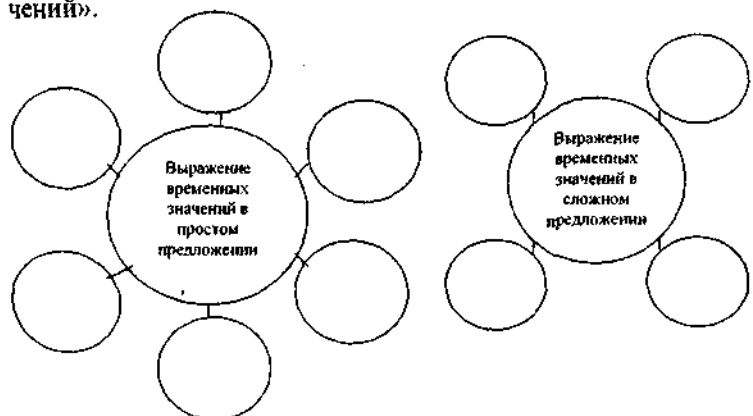 чений».
Выражение
временных
значений в
простом
предложении
Выражение
временных
значений в
сложном
предложении